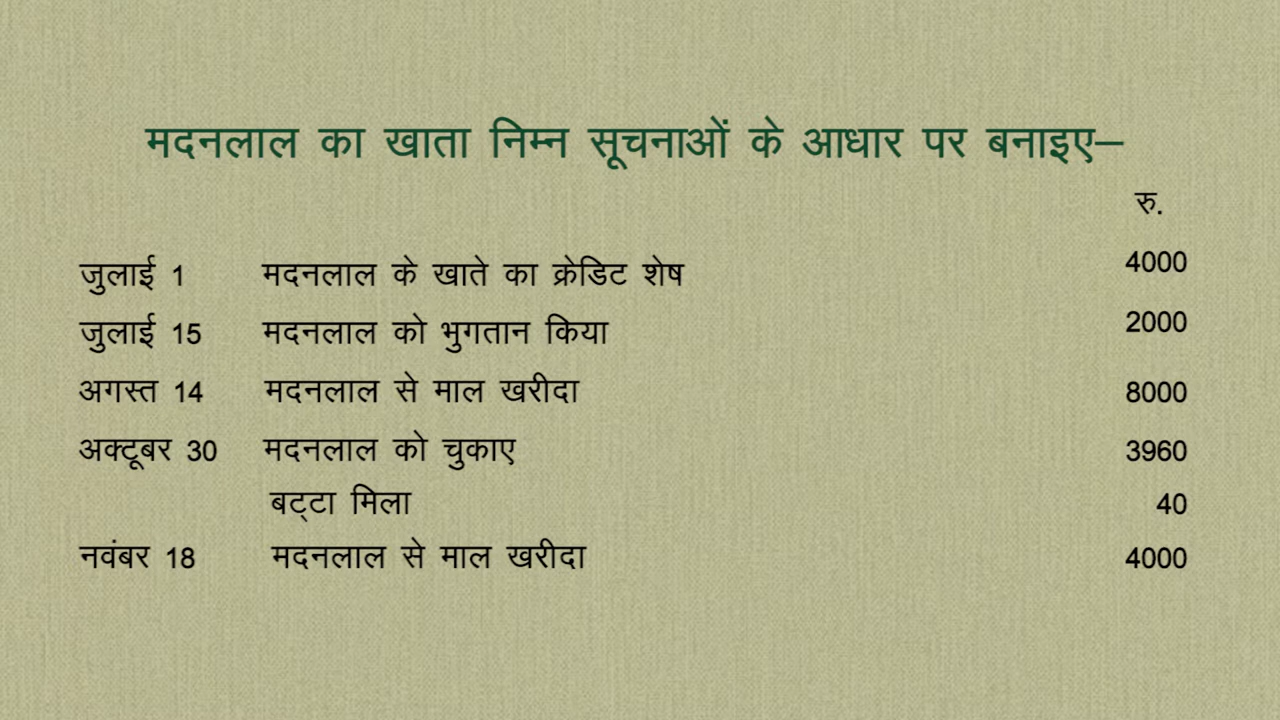 मदनलाल का खाता निम्न सूचनाओं के आधार पर बनाइए–
रु.
जुलाई 1 मदनलाल के खाते का क्रेडिट शेष 4000
जुलाई 15 मदनलाल को भुगतान किया 2000
अगस्त 14 मदनलाल से माल खरीदा 8000
अक्टूबर 30 मदनलाल को चुकाए 3960
बट्टा मिला 40
नवंबर 18 मदनलाल से माल खरीदा 4000